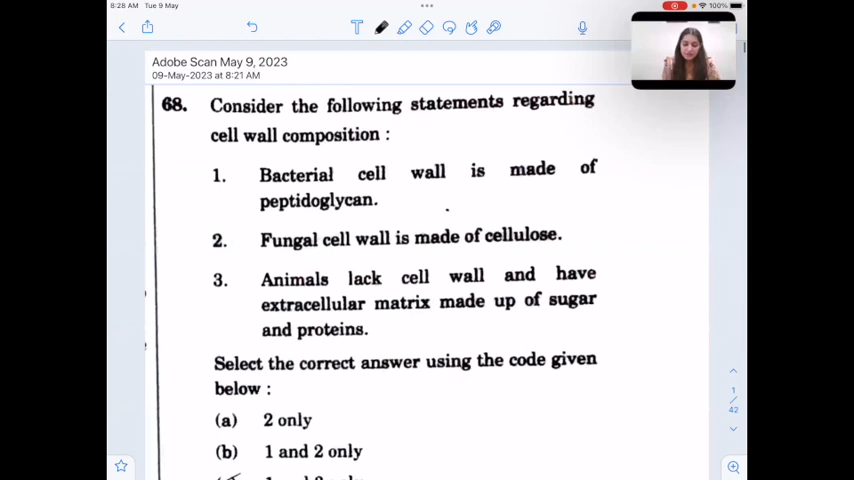 8:28 AM Tue 9 May
100%
Adobe Scan May 9, 2023
09-May-2023 at 8:21 AM
68. Consider the following statements regarding
cell wall composition :
1. Bacterial cell wall is made of
peptidoglycan.
2. Fungal cell wall is made of cellulose.
3. Animals lack cell wall and have
extracellular matrix made up of sugar
and proteins.
Select the correct answer using the code given
below :
(a) 2 only
(b) 1 and 2 only
1
/
42